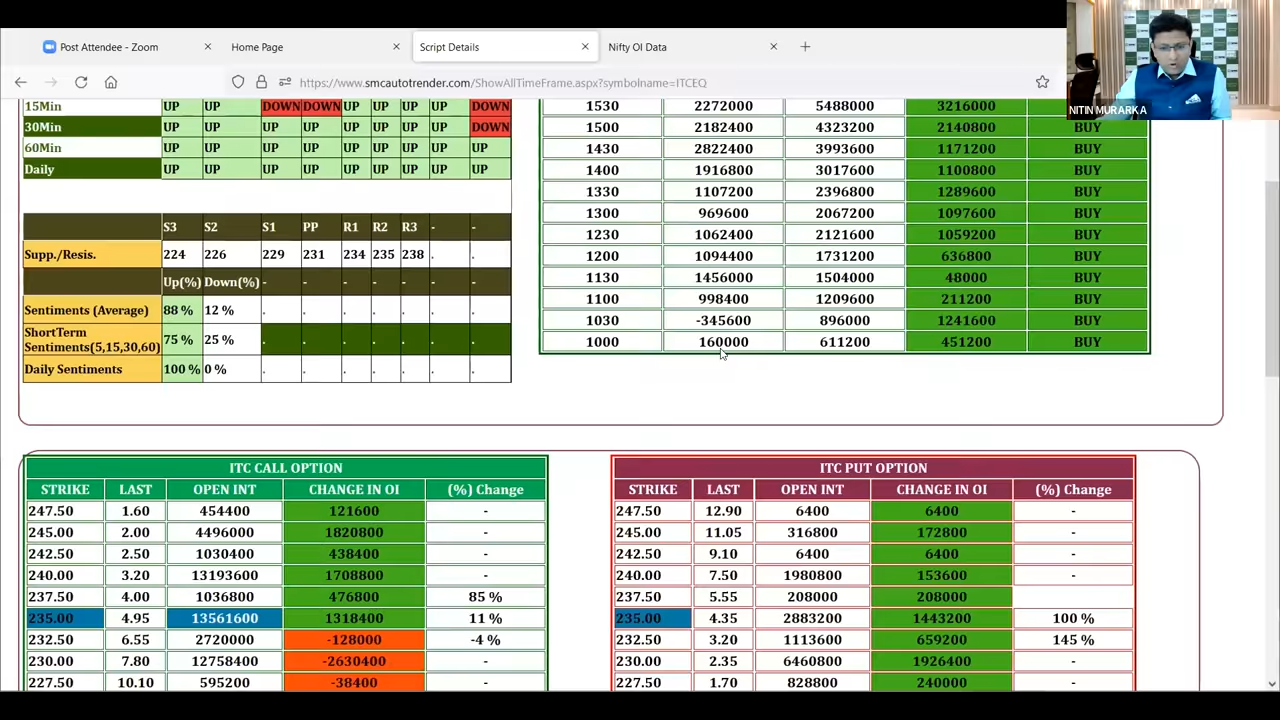 Post Attendee - Zoom × Home Page × Script Details × Nifty OI Data × +
https://www.smcautotrender.com/ShowAllTimeFrame.aspx?symbolname=ITCEQ
NITIN MURARKA
15Min UP UP DOWN DOWN UP UP UP UP DOWN
30Min UP UP UP UP UP UP UP UP DOWN
60Min UP UP UP UP UP UP UP UP UP
Daily UP UP UP UP UP UP UP UP UP
S3 S2 S1 PP R1 R2 R3 - -
Supp./Resis. 224 226 229 231 234 235 238 . .
Up(%) Down(%) - - - - - - -
Sentiments (Average) 88 % 12 % . . . . . . .
ShortTerm
Sentiments(5,15,30,60) 75 % 25 % . . . . . . .
Daily Sentiments 100 % 0 % . . . . . . .
1530 2272000 5488000 3216000
1500 2182400 4323200 2140800 BUY
1430 2822400 3993600 1171200 BUY
1400 1916800 3017600 1100800 BUY
1330 1107200 2396800 1289600 BUY
1300 969600 2067200 1097600 BUY
1230 1062400 2121600 1059200 BUY
1200 1094400 1731200 636800 BUY
1130 1456000 1504000 48000 BUY
1100 998400 1209600 211200 BUY
1030 -345600 896000 1241600 BUY
1000 160000 611200 451200 BUY
ITC CALL OPTION
STRIKE LAST OPEN INT CHANGE IN OI (%) Change
247.50 1.60 454400 121600 -
245.00 2.00 4496000 1820800 -
242.50 2.50 1030400 438400 -
240.00 3.20 13193600 1708800 -
237.50 4.00 1036800 476800 85 %
235.00 4.95 13561600 1318400 11 %
232.50 6.55 2720000 -128000 -4 %
230.00 7.80 12758400 -2630400 -
227.50 10.10 595200 -38400 -
ITC PUT OPTION
STRIKE LAST OPEN INT CHANGE IN OI (%) Change
247.50 12.90 6400 6400 -
245.00 11.05 316800 172800 -
242.50 9.10 6400 6400 -
240.00 7.50 1980800 153600 -
237.50 5.55 208000 208000
235.00 4.35 2883200 1443200 100 %
232.50 3.20 1113600 659200 145 %
230.00 2.35 6460800 1926400 -
227.50 1.70 828800 240000 -